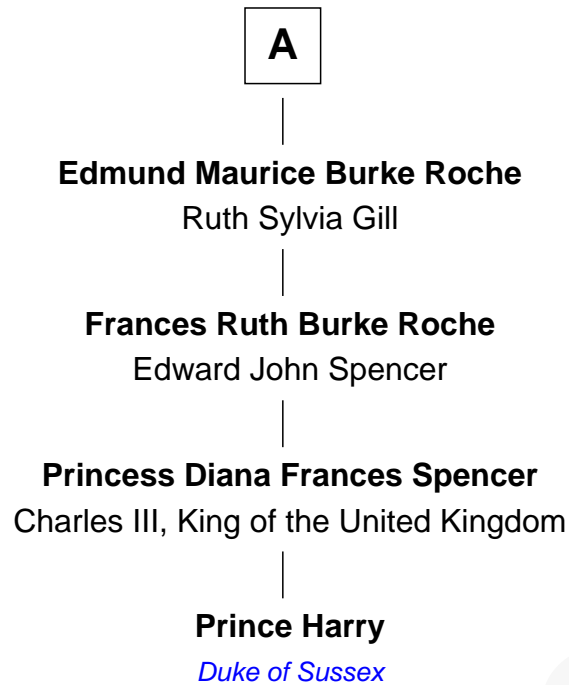 A
Edmund Maurice Burke Roche
Ruth Sylvia Gill
Frances Ruth Burke Roche
Edward John Spencer
Princess Diana Frances Spencer
Charles III, King of the United Kingdom
Prince Harry
Duke of Sussex